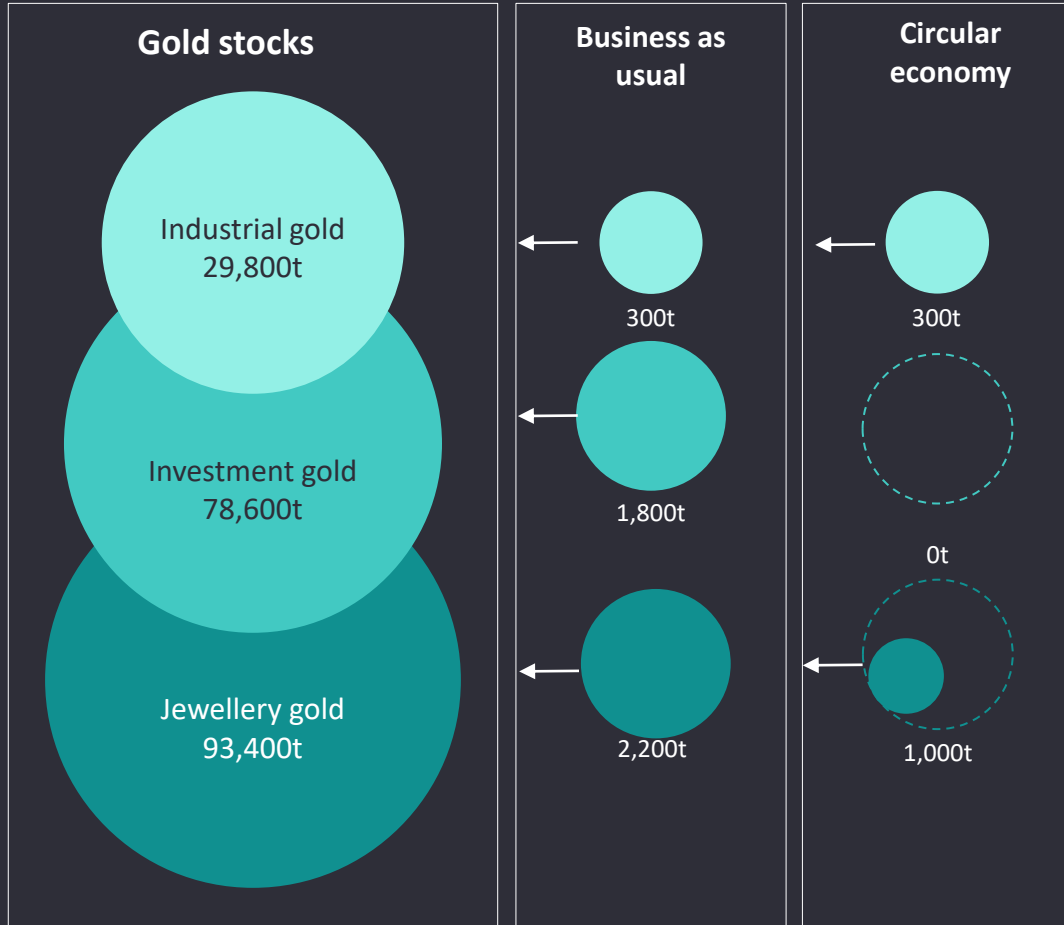 Gold stocks
Industrial gold
29,800t
Investment gold
78,600t
Jewellery gold
93,400t
Business as
usual
300t
1,800t
2,200t
Circular
economy
300t
0t
1,000t